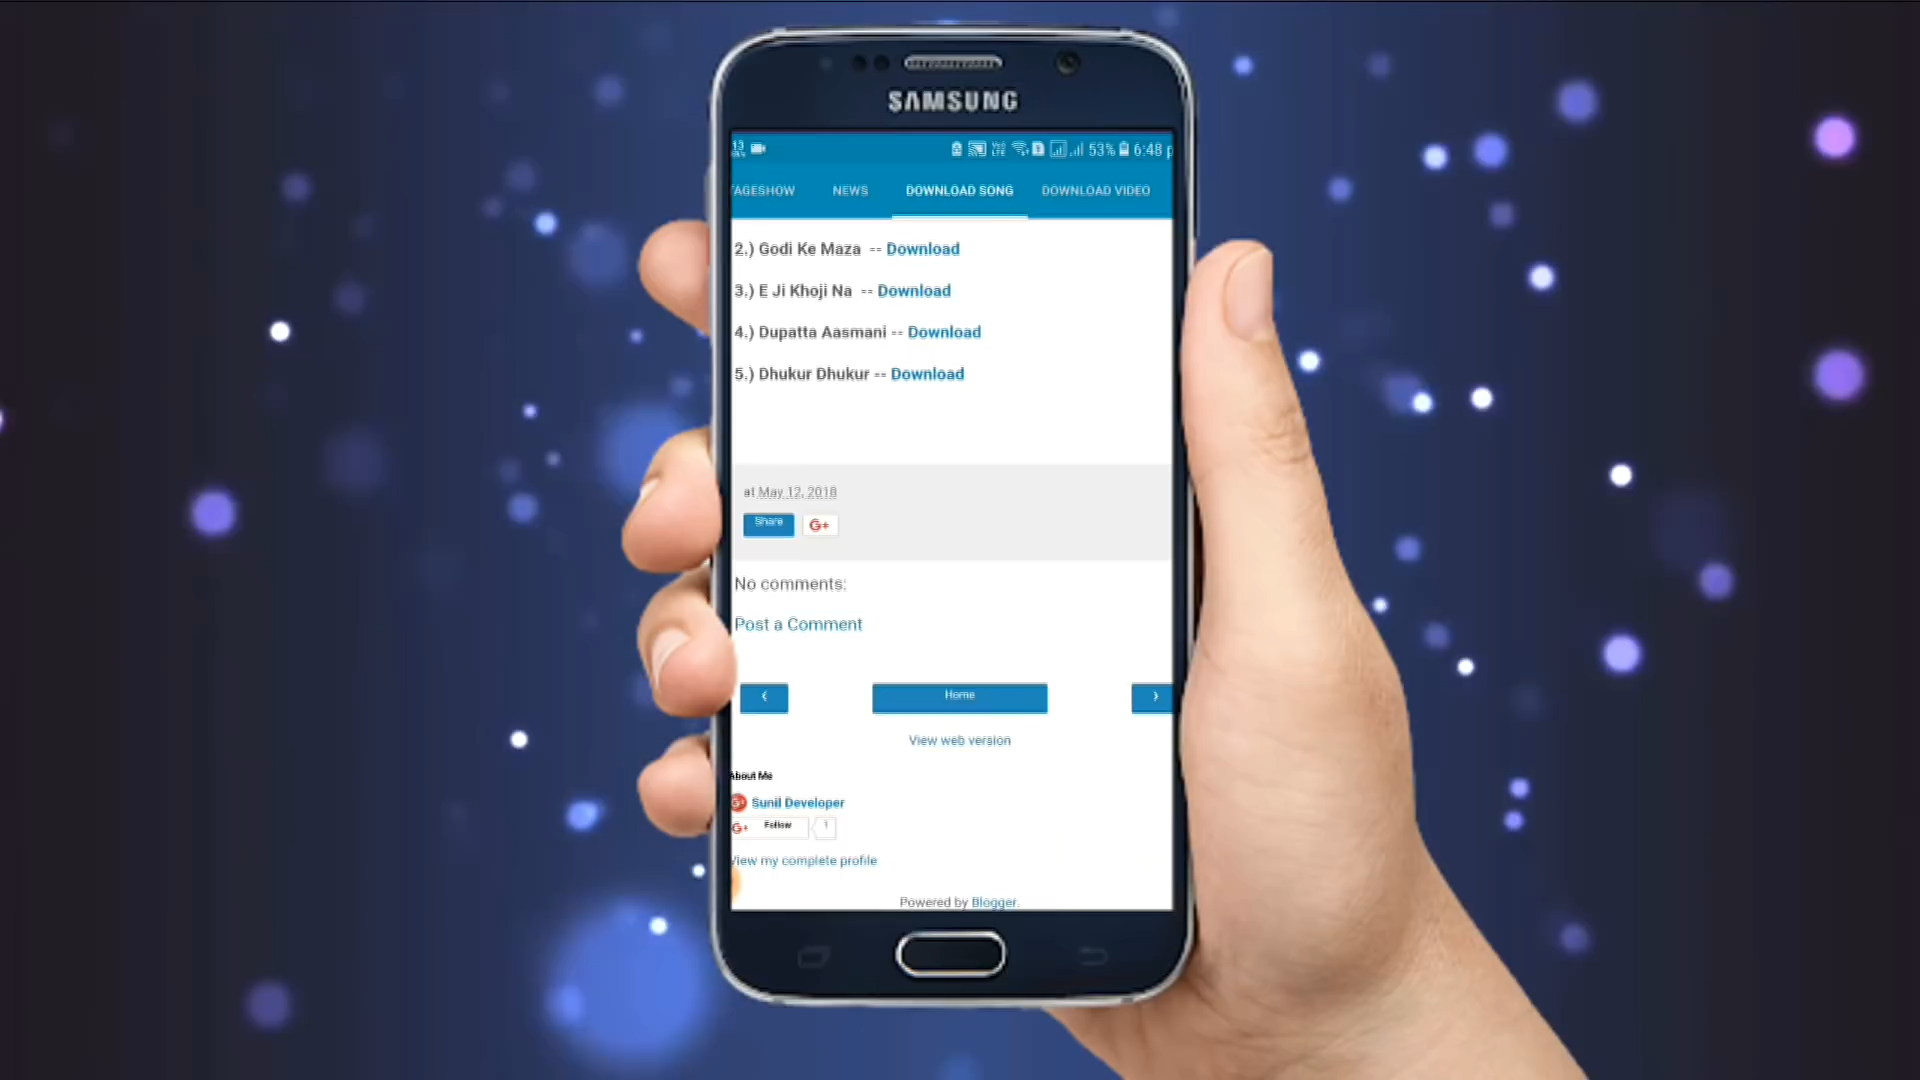 SAMSUNG
13
53% 6:48 p
AGESHOW NEWS DOWNLOAD SONG DOWNLOAD VIDEO
2.) Godi Ke Maza -- Download
3.) E Ji Khoji Na -- Download
4.) Dupatta Aasmani -- Download
5.) Dhukur Dhukur -- Download
at May 12, 2018
Share G+
No comments:
Post a Comment
‹ Home ›
View web version
About Me
G+ Sunil Developer
G+ Follow 1
View my complete profile
Powered by Blogger.